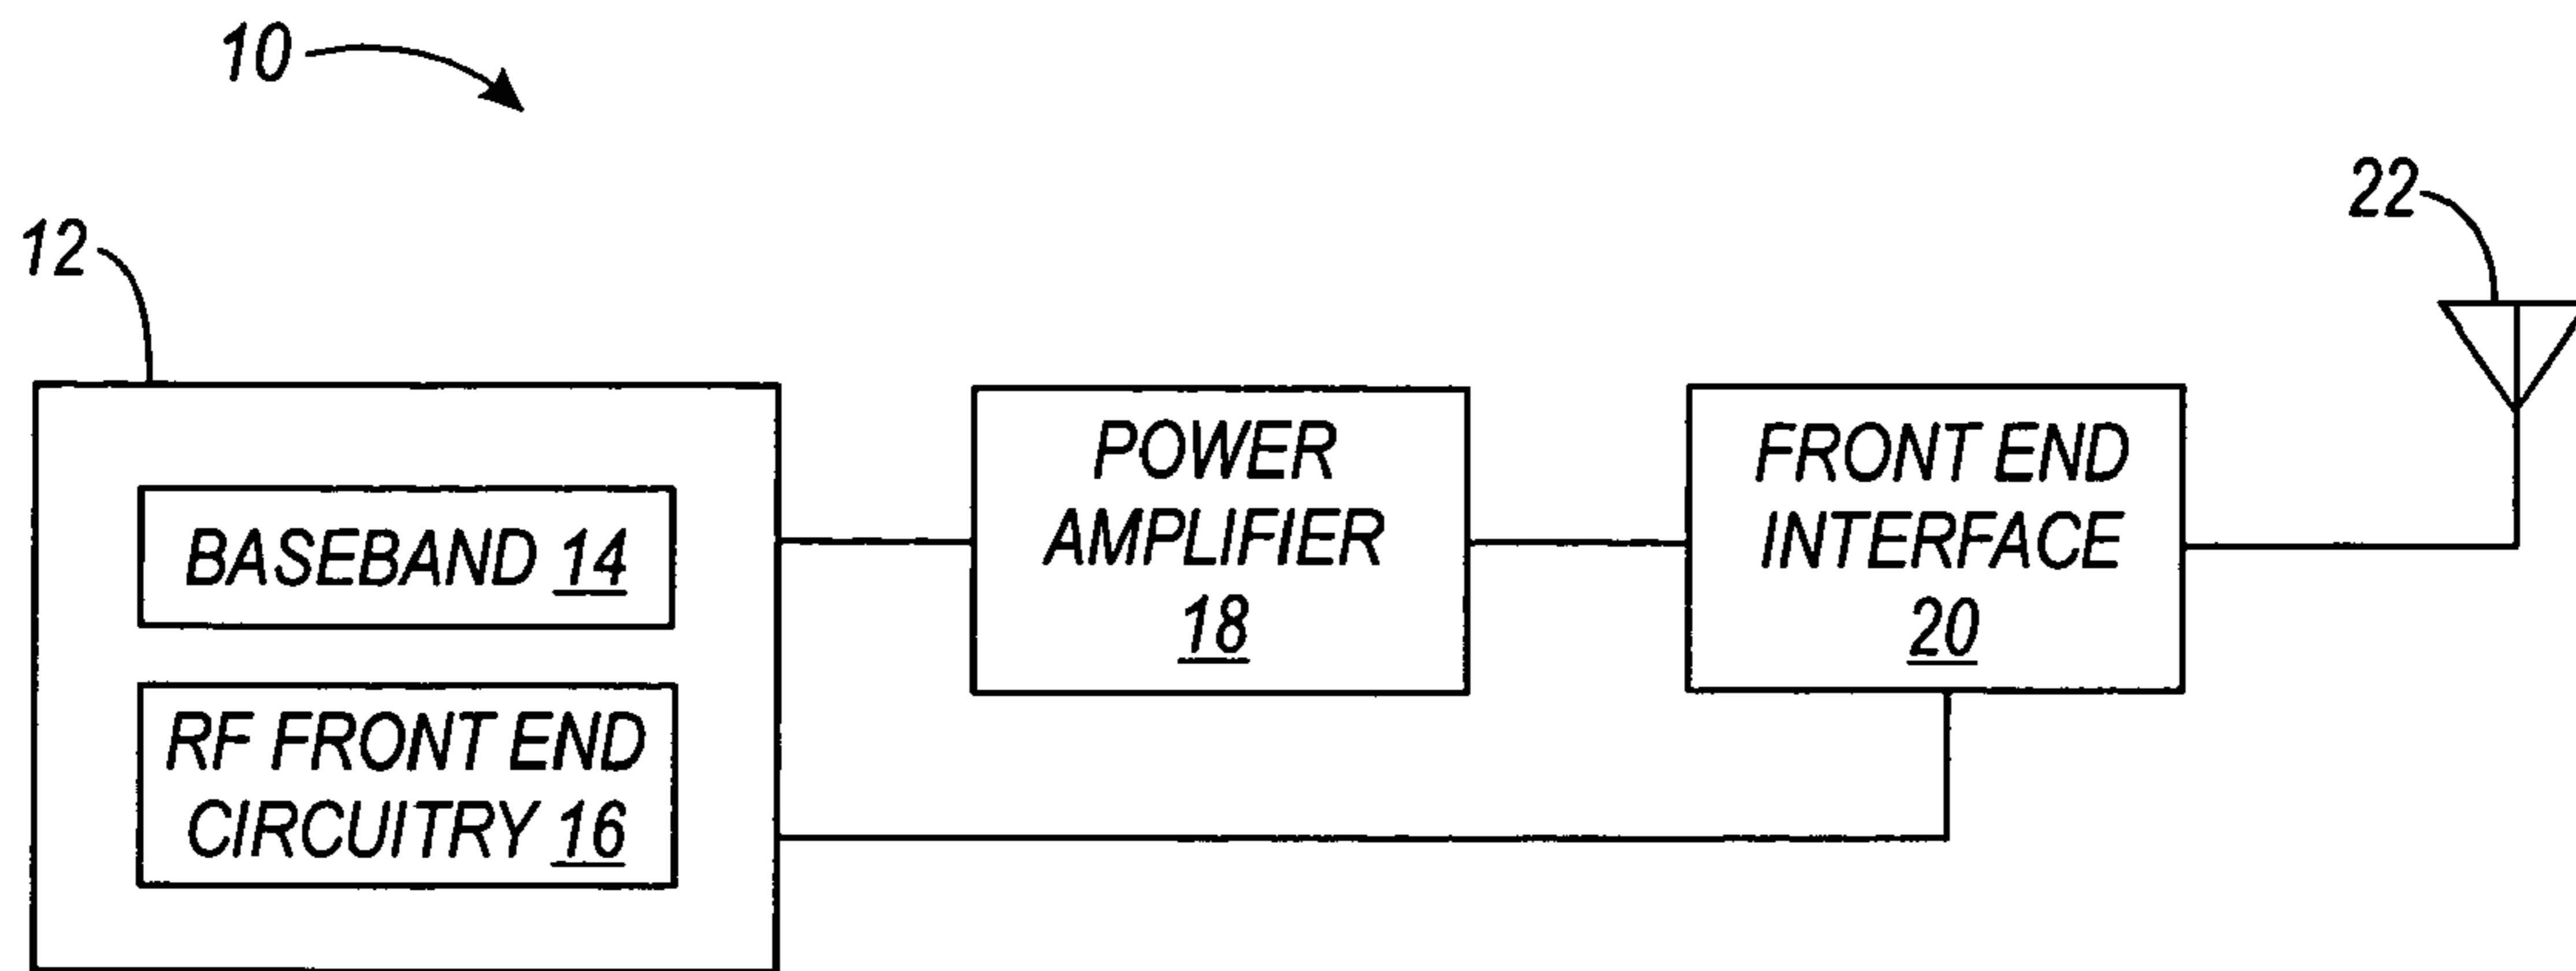 10
22
12
POWER
AMPLIFIER
18
FRONT END
INTERFACE
20
BASEBAND 14
RF FRONT END
CIRCUITRY 16